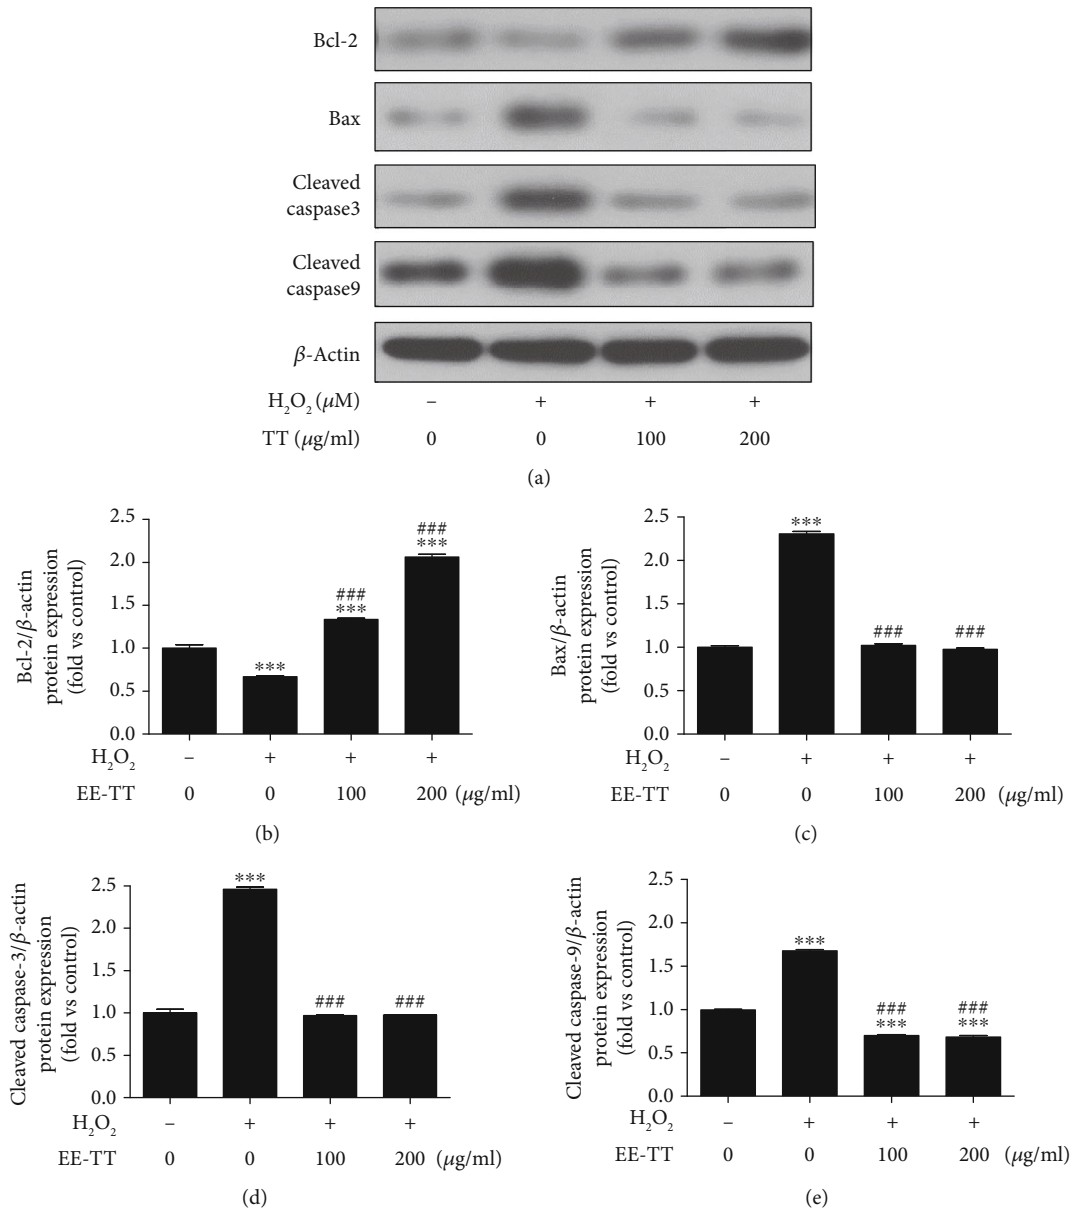 Bcl-2
Bax
Cleaved
caspase3
Cleaved
caspase9
β-Actin
H₂O₂ (μM) – + + +
TT (μg/ml) 0 0 100 200
(a)
Bcl-2/β-actin
protein expression
(fold vs control)
2.5
2.0
1.5
1.0
0.5
0.0
***
###
***
###
***
H₂O₂ – + + +
EE-TT 0 0 100 200 (μg/ml)
(b)
Bax/β-actin
protein expression
(fold vs control)
2.5
2.0
1.5
1.0
0.5
0.0
***
###
###
H₂O₂ – + + +
EE-TT 0 0 100 200 (μg/ml)
(c)
Cleaved caspase-3/β-actin
protein expression
(fold vs control)
2.5
2.0
1.5
1.0
0.5
0.0
***
###
###
H₂O₂ – + + +
EE-TT 0 0 100 200 (μg/ml)
(d)
Cleaved caspase-9/β-actin
protein expression
(fold vs control)
2.5
2.0
1.5
1.0
0.5
0.0
***
###
***
###
***
H₂O₂ – + + +
EE-TT 0 0 100 200 (μg/ml)
(e)